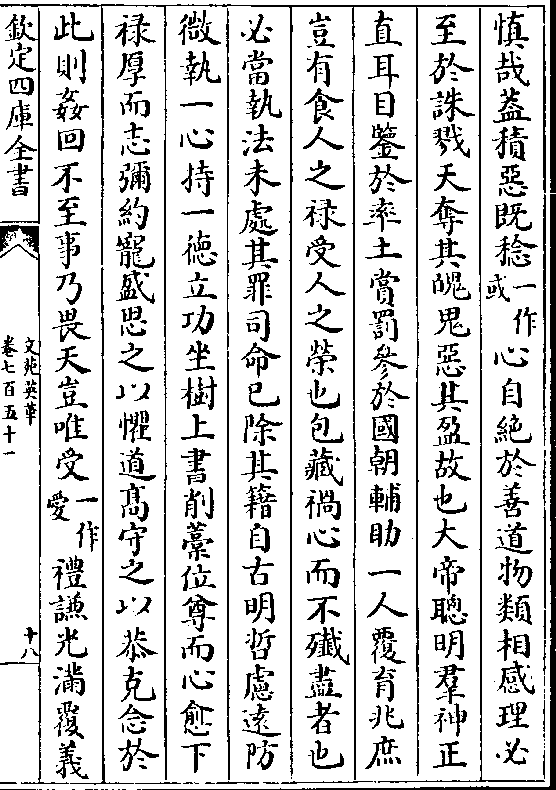 慎哉蓋積惡既稔一作或心自絶於善道物類相感理必
至於誅戮天奪其魄鬼惡其盈故也大帝聰明羣神正
直耳目鑒於率土賞罰參於國朝輔助一人覆育兆庶
豈有食人之禄受人之榮也包藏禍心而不殲盡者也
必當執法未處其罪司命已除其籍自古明哲慮遠防
微執一心持一德立功坐樹上書削藁位尊而心愈下
禄厚而志彌約寵盛思之以懼道髙守之以恭克念於
此則姦回不至事乃畏天豈唯受一作愛禮謙光滿覆義
欽定四庫全書
文苑英華
卷七百五十一
十八